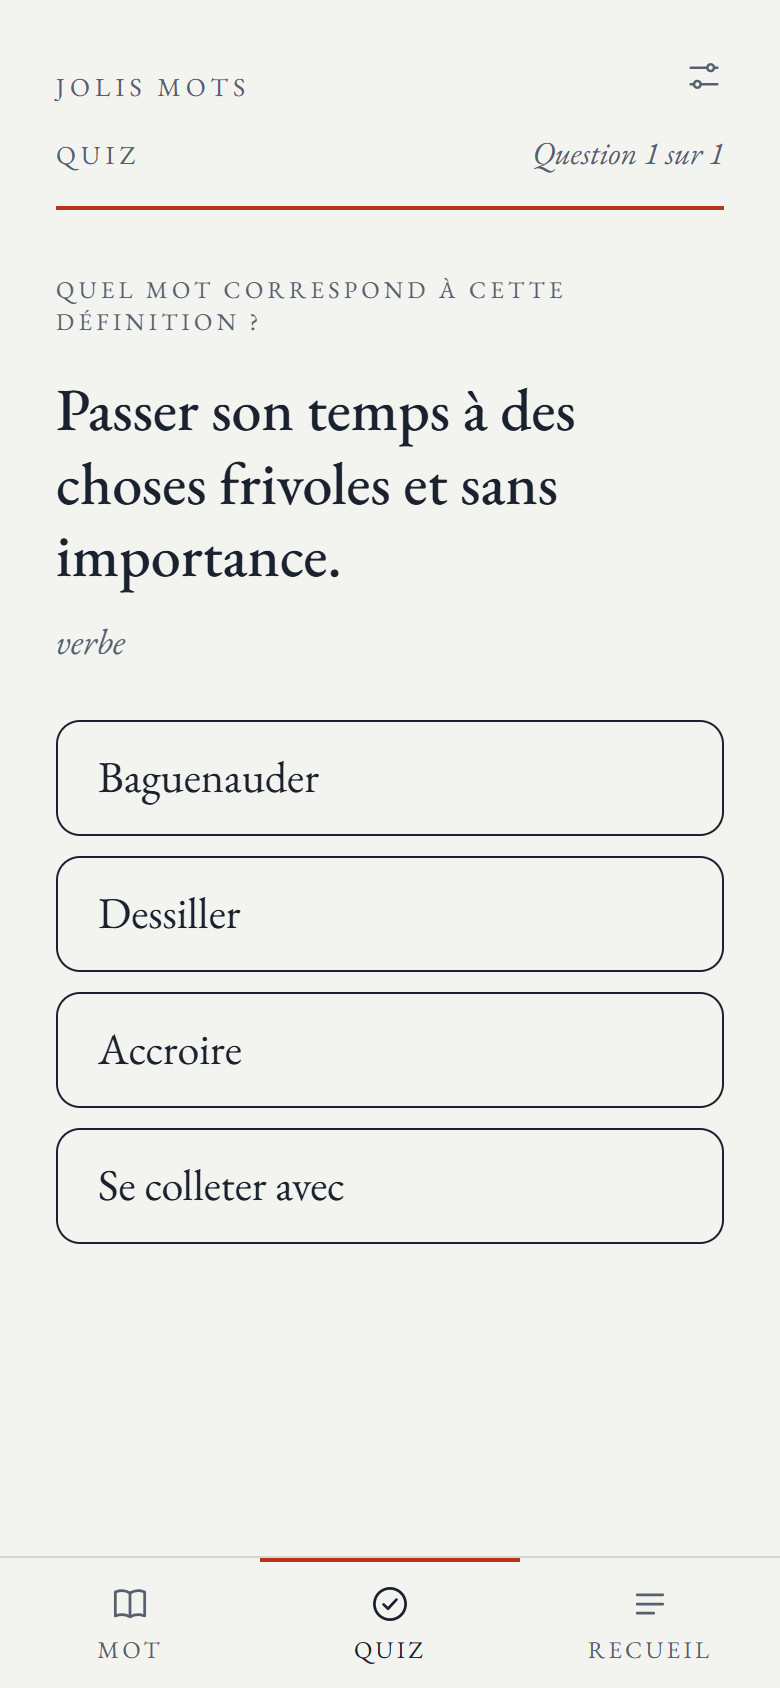 JOLIS MOTS
QUIZ
Question 1 sur 1
QUEL MOT CORRESPOND À CETTE
DÉFINITION ?
Passer son temps à des
choses frivoles et sans
importance.
verbe
Baguenauder
Dessiller
Accroire
Se colleter avec
MOT
QUIZ
RECUEIL